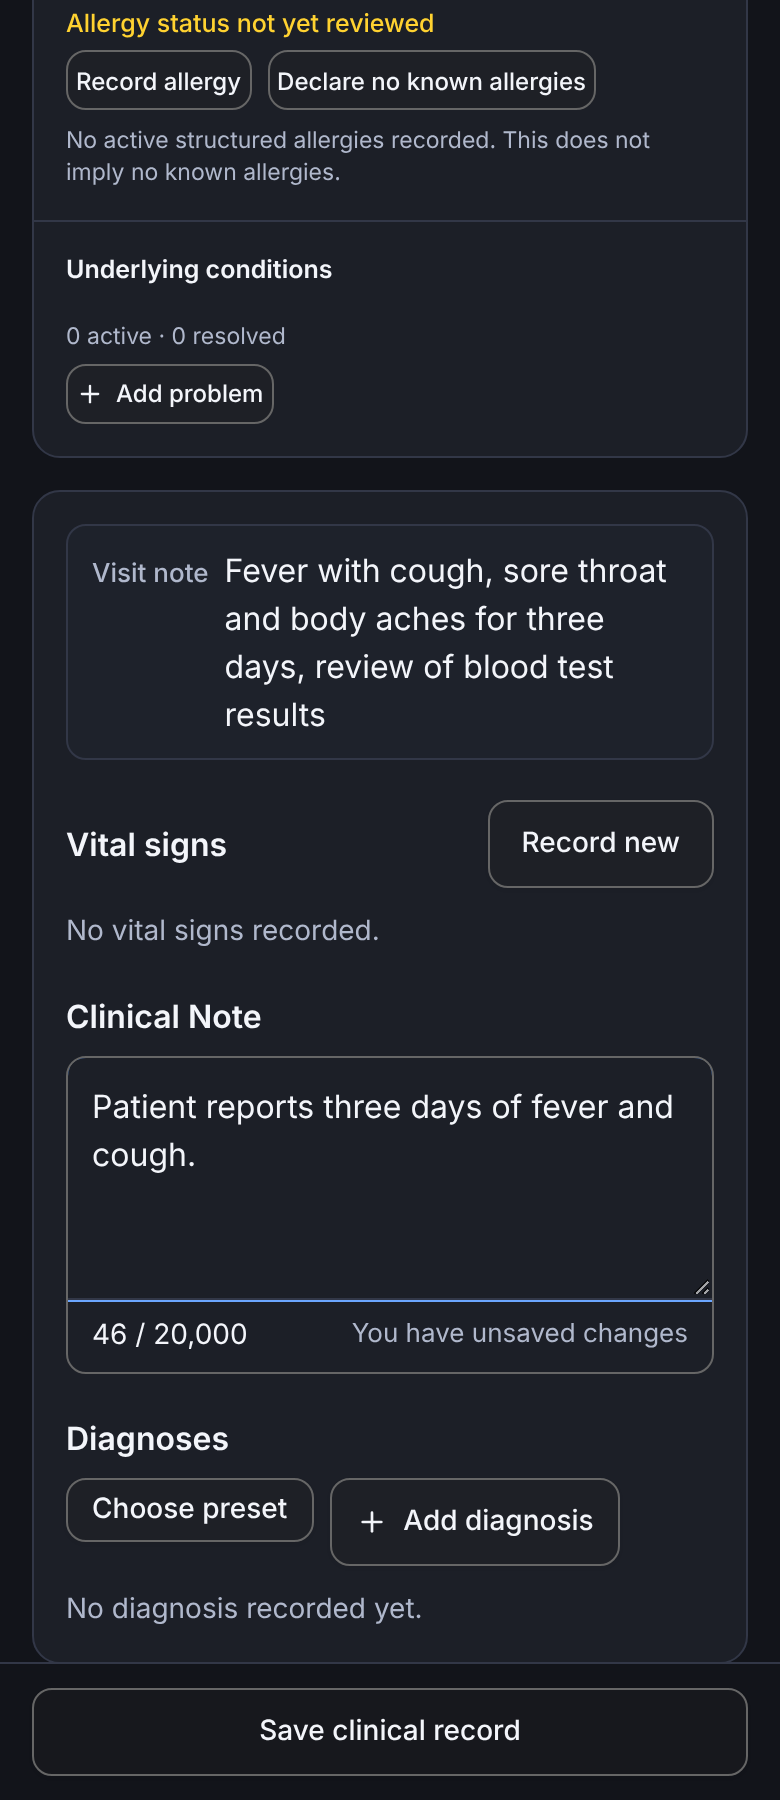 Allergy status not yet reviewed
Record allergy
Declare no known allergies
No active structured allergies recorded. This does not
imply no known allergies.
Underlying conditions
0 active · 0 resolved
+ Add problem
Visit note Fever with cough, sore throat
and body aches for three
days, review of blood test
results
Vital signs
Record new
No vital signs recorded.
Clinical Note
Patient reports three days of fever and
cough.
46 / 20,000
You have unsaved changes
Diagnoses
Choose preset
+ Add diagnosis
No diagnosis recorded yet.
Save clinical record